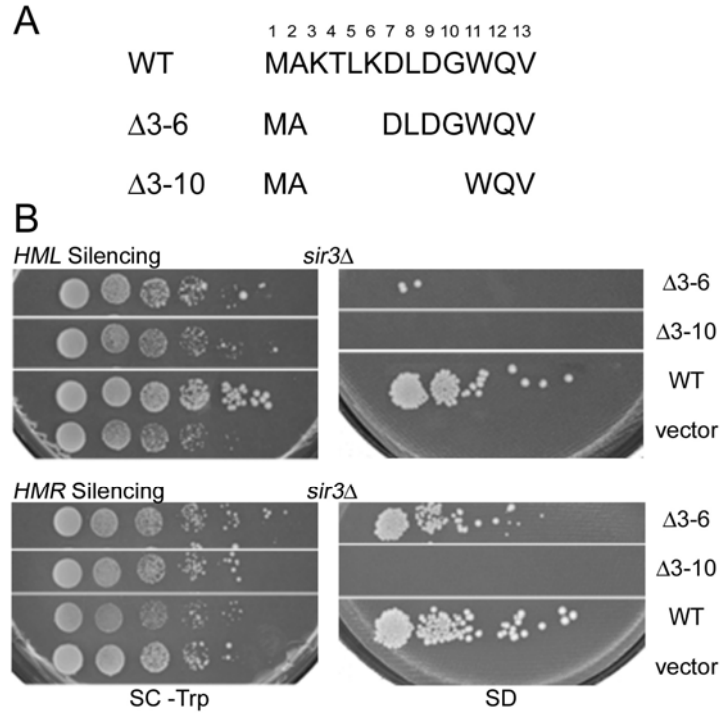 A
1 2 3 4 5 6 7 8 9 10 11 12 13
WT MAKTLKDLDGWQV
Δ3-6 MA DLDGWQV
Δ3-10 MA WQV
B
HML Silencing sir3Δ
Δ3-6
Δ3-10
WT
vector
HMR Silencing sir3Δ
Δ3-6
Δ3-10
WT
vector
SC -Trp SD